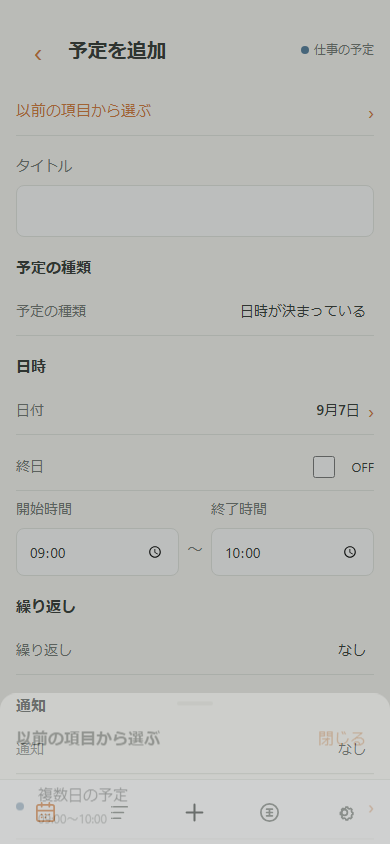 ‹ 予定を追加 仕事の予定
以前の項目から選ぶ ›
タイトル
予定の種類
予定の種類 日時が決まっている
日時
日付 9月7日 ›
終日 OFF
開始時間 終了時間
09:00 ～ 10:00
繰り返し
繰り返し なし
通知
以前の項目から選ぶ 閉じる
通知 なし
複数日の予定
09:00～10:00 ›